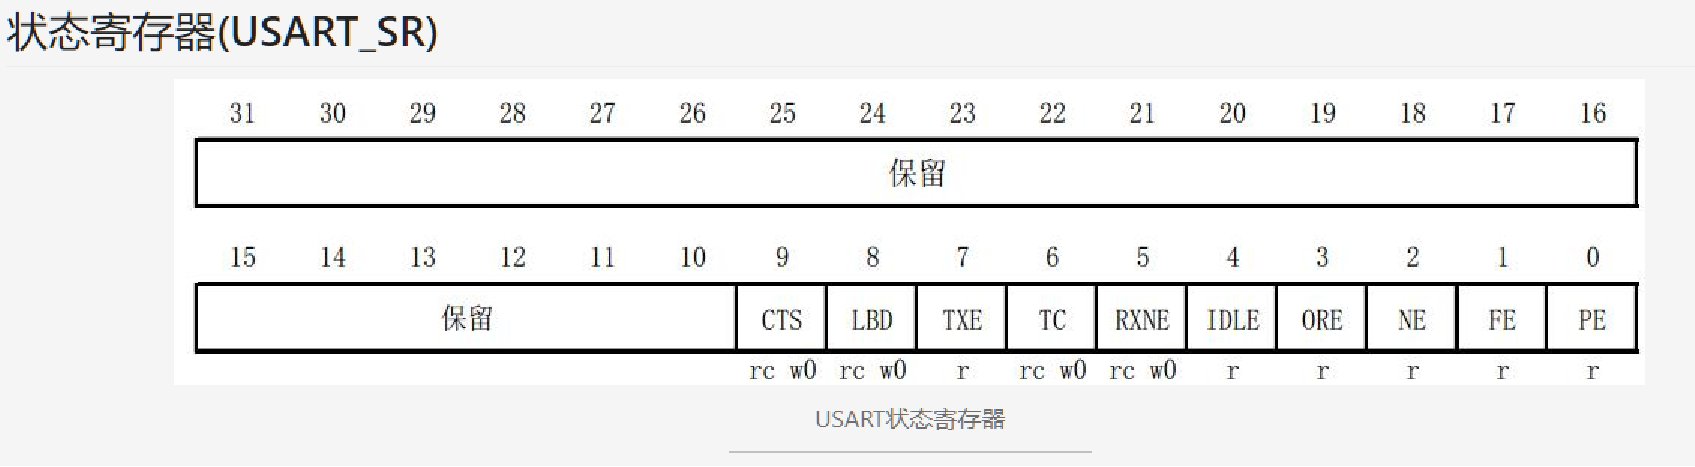 状态寄存器(USART_SR)
31 30 29 28 27 26 25 24 23 22 21 20 19 18 17 16
保留
15 14 13 12 11 10 9 8 7 6 5 4 3 2 1 0
保留 CTS LBD TXE TC RXNE IDLE ORE NE FE PE
rc w0 rc w0 r rc w0 rc w0 r r r r r
USART状态寄存器